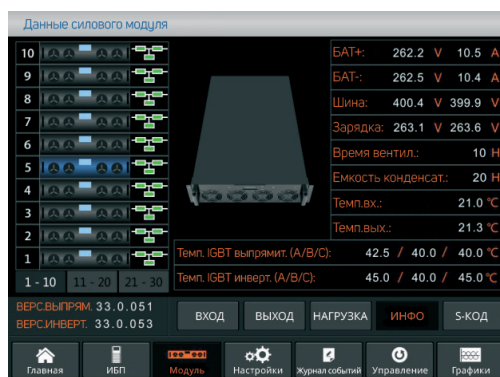 Данные силового модуля
10
9
8
7
6
5
4
3
2
1
1 - 10 11 - 20 21 - 30
БАТ+: 262.2 V 10.5 A
БАТ-: 262.5 V 10.4 A
Шина: 400.4 V 399.9 V
Зарядка: 263.1 V 263.6 V
Время вентил.: 10 H
Емкость конденсат.: 20 H
Темп.вх.: 21.0 ℃
Темп.вых.: 21.3 ℃
Темп. IGBT выпрямит. (A/B/C): 42.5 / 40.0 / 40.0 ℃
Темп. IGBT инверт. (A/B/C): 45.0 / 40.0 / 45.0 ℃
ВЕРС.ВЫПРЯМ. 33.0.051
ВЕРС.ИНВЕРТ. 33.0.053
ВХОД ВЫХОД НАГРУЗКА ИНФО S-КОД
Главная ИБП Модуль Настройки Журнал событий Управление Графики